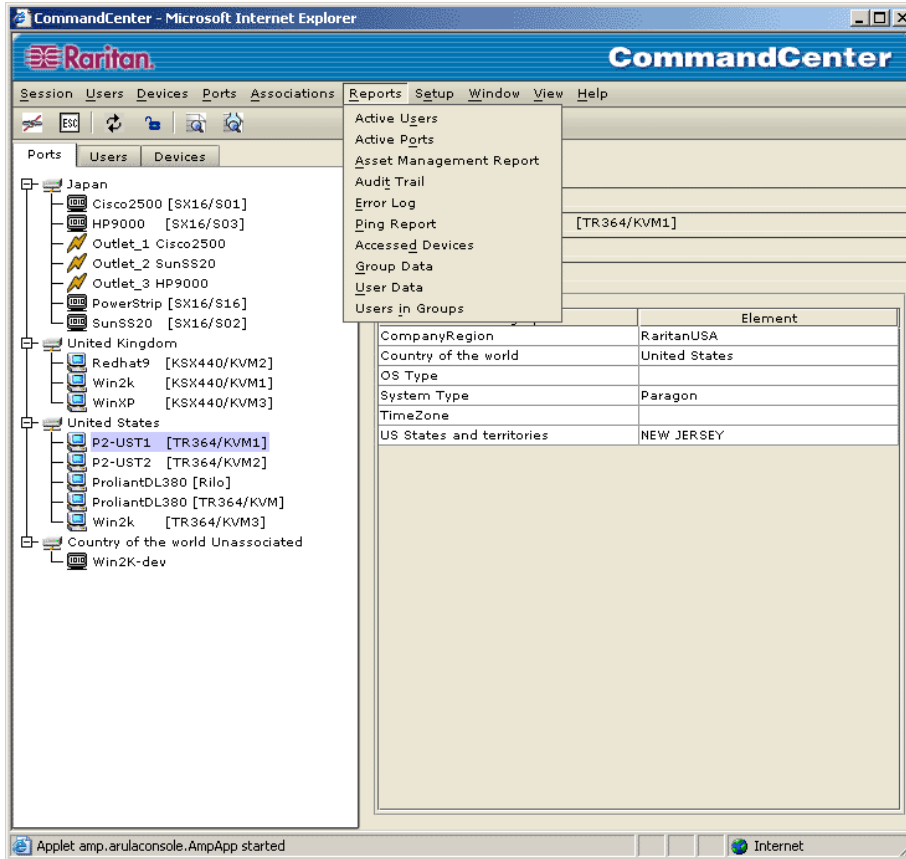 CommandCenter - Microsoft Internet Explorer
Raritan.
CommandCenter
Session Users Devices Ports Associations Reports Setup Window View Help
ESC
Ports Users Devices
Japan
Cisco2500 [SX16/S01]
HP9000 [SX16/S03]
Outlet_1 Cisco2500
Outlet_2 SunSS20
Outlet_3 HP9000
PowerStrip [SX16/S16]
SunSS20 [SX16/S02]
United Kingdom
Redhat9 [KSX440/KVM2]
Win2k [KSX440/KVM1]
WinXP [KSX440/KVM3]
United States
P2-UST1 [TR364/KVM1]
P2-UST2 [TR364/KVM2]
ProliantDL380 [Rilo]
ProliantDL380 [TR364/KVM]
Win2k [TR364/KVM3]
Country of the world Unassociated
Win2K-dev
Active Users
Active Ports
Asset Management Report
Audit Trail
Error Log
Ping Report
Accessed Devices
Group Data
User Data
Users in Groups
[TR364/KVM1]
Element
CompanyRegion RaritanUSA
Country of the world United States
OS Type
System Type Paragon
TimeZone
US States and territories NEW JERSEY
Applet amp.arulaconsole.AmpApp started
Internet